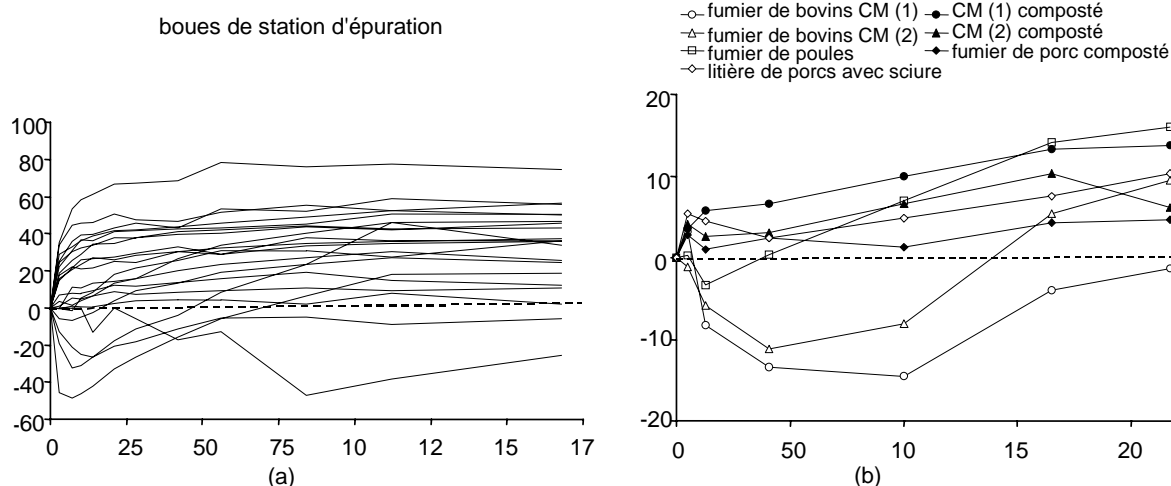 boues de station d'épuration
100
80
60
40
20
0
-20
-40
-60
0 25 50 75 10 12 15 17
(a)
fumier de bovins CM (1) CM (1) composté
fumier de bovins CM (2) CM (2) composté
fumier de poules fumier de porc composté
litière de porcs avec sciure
20
10
0
-10
-20
0 50 10 15 20
(b)